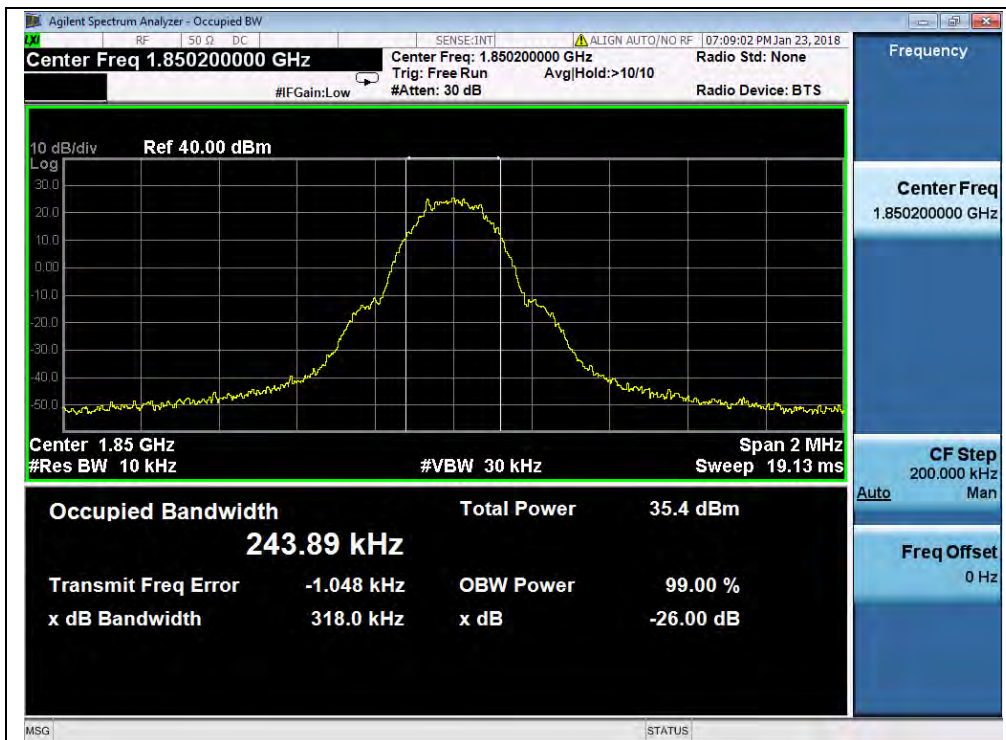 Agilent Spectrum Analyzer - Occupied BW
LXI RF 50 Ω DC SENSE:INT ALIGN AUTO/NO RF 07:09:02 PM Jan 23, 2018
Center Freq 1.850200000 GHz
Center Freq: 1.850200000 GHz
Radio Std: None
Trig: Free Run Avg|Hold:>10/10
#IFGain:Low
#Atten: 30 dB
Radio Device: BTS
10 dB/div Ref 40.00 dBm
Log
30.0
20.0
10.0
0.00
-10.0
-20.0
-30.0
-40.0
-50.0
Center 1.85 GHz Span 2 MHz
#Res BW 10 kHz #VBW 30 kHz Sweep 19.13 ms
Occupied Bandwidth Total Power 35.4 dBm
243.89 kHz
Transmit Freq Error -1.048 kHz OBW Power 99.00 %
x dB Bandwidth 318.0 kHz x dB -26.00 dB
Frequency
Center Freq
1.850200000 GHz
CF Step
200.000 kHz
Auto Man
Freq Offset
0 Hz
MSG STATUS